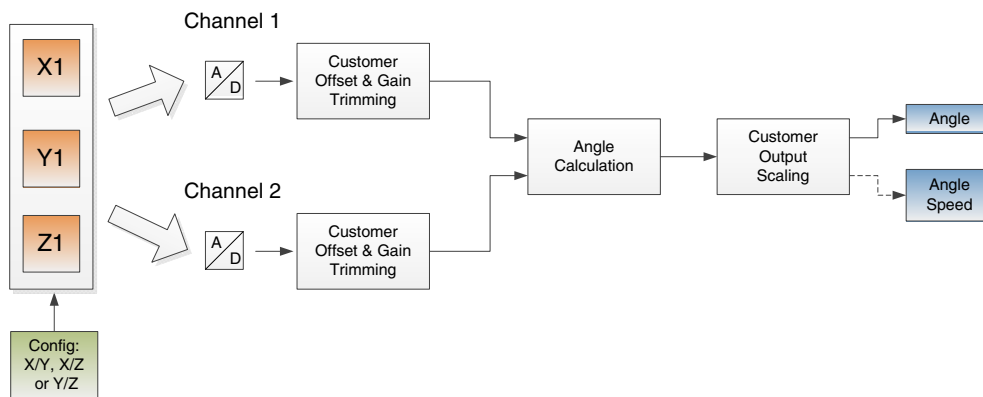 Channel 1
X1
Y1
Z1
A
D
Customer
Offset & Gain
Trimming
Channel 2
A
D
Customer
Offset & Gain
Trimming
Angle
Calculation
Customer
Output
Scaling
Angle
Angle
Speed
Config:
X/Y, X/Z
or Y/Z